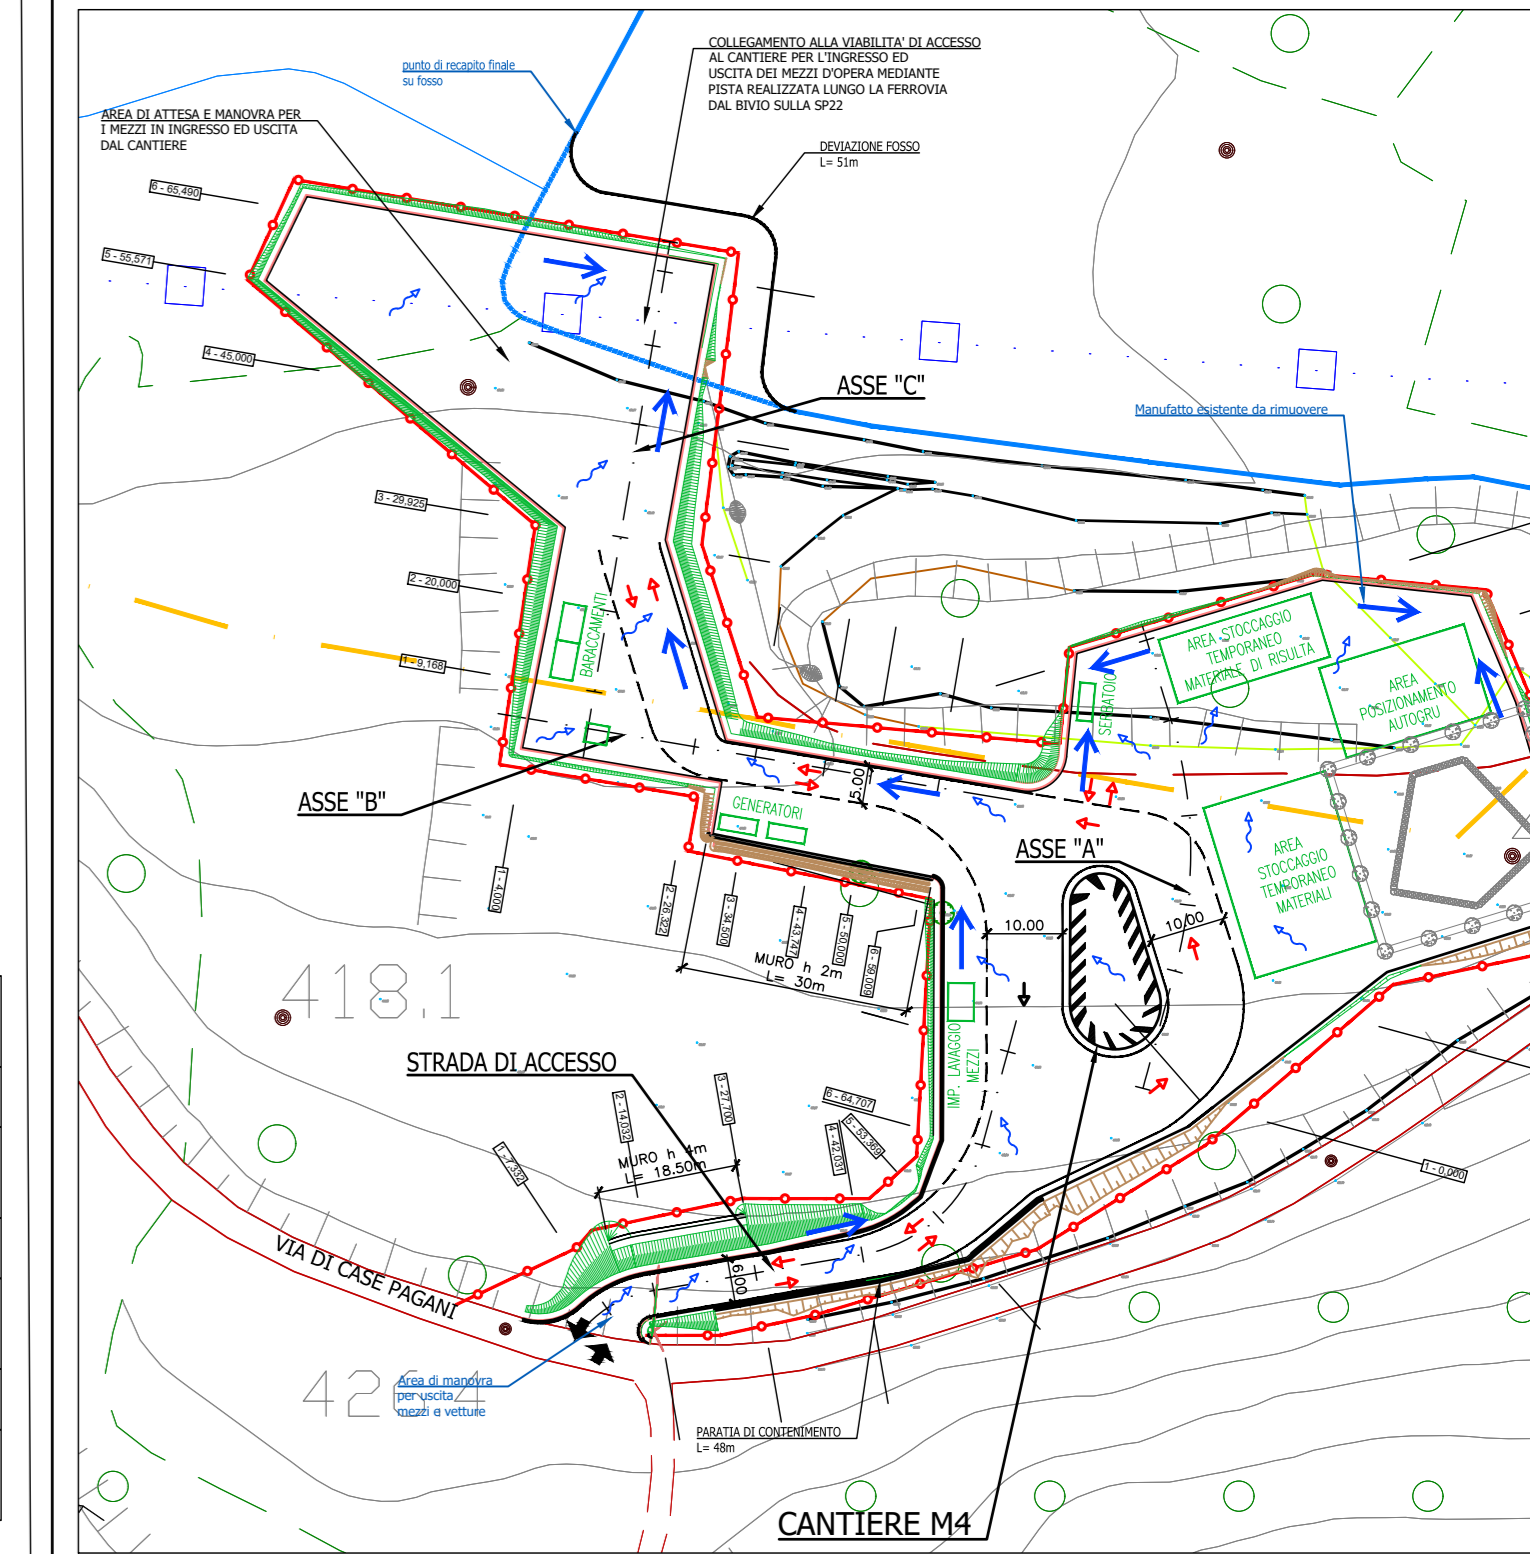 COLLEGAMENTO ALLA VIABILITA' DI ACCESSO
AL CANTIERE PER L'INGRESSO ED
USCITA DEI MEZZI D'OPERA MEDIANTE
PISTA REALIZZATA LUNGO LA FERROVIA
DAL BIVIO SULLA SP22
punto di recapito finale
su fosso
AREA DI ATTESA E MANOVRA PER
I MEZZI IN INGRESSO ED USCITA
DAL CANTIERE
DEVIAZIONE FOSSO
L= 51m
6 - 65,490
5 - 55,571
4 - 45,000
ASSE "C"
Manufatto esistente da rimuovere
3 - 29,925
2 - 20,000
1 - 9,168
BARACCAMENTI
AREA STOCCAGGIO
TEMPORANEO
MATERIALE DI RISULTA
AREA
POSIZIONAMENTO
AUTOGRU
SERBATOIO
ASSE "B"
GENERATORI
5.00
ASSE "A"
AREA
STOCCAGGIO
TEMPORANEO
MATERIALI
1 - 4,000
2 - 26,322
3 - 34,500
4 - 43,747
5 - 50,000
6 - 59,009
10.00
10.00
MURO h 2m
L= 30m
418.1
IMP. LAVAGGIO
MEZZI
STRADA DI ACCESSO
1 - 7,332
2 - 14,032
3 - 27,700
4 - 42,031
5 - 53,369
6 - 64,707
MURO h 4m
L= 18.50m
1 - 0,000
VIA DI CASE PAGANI
6.00
426.4
Area di manovra
per uscita
mezzi e vetture
PARATIA DI CONTENIMENTO
L= 48m
CANTIERE M4